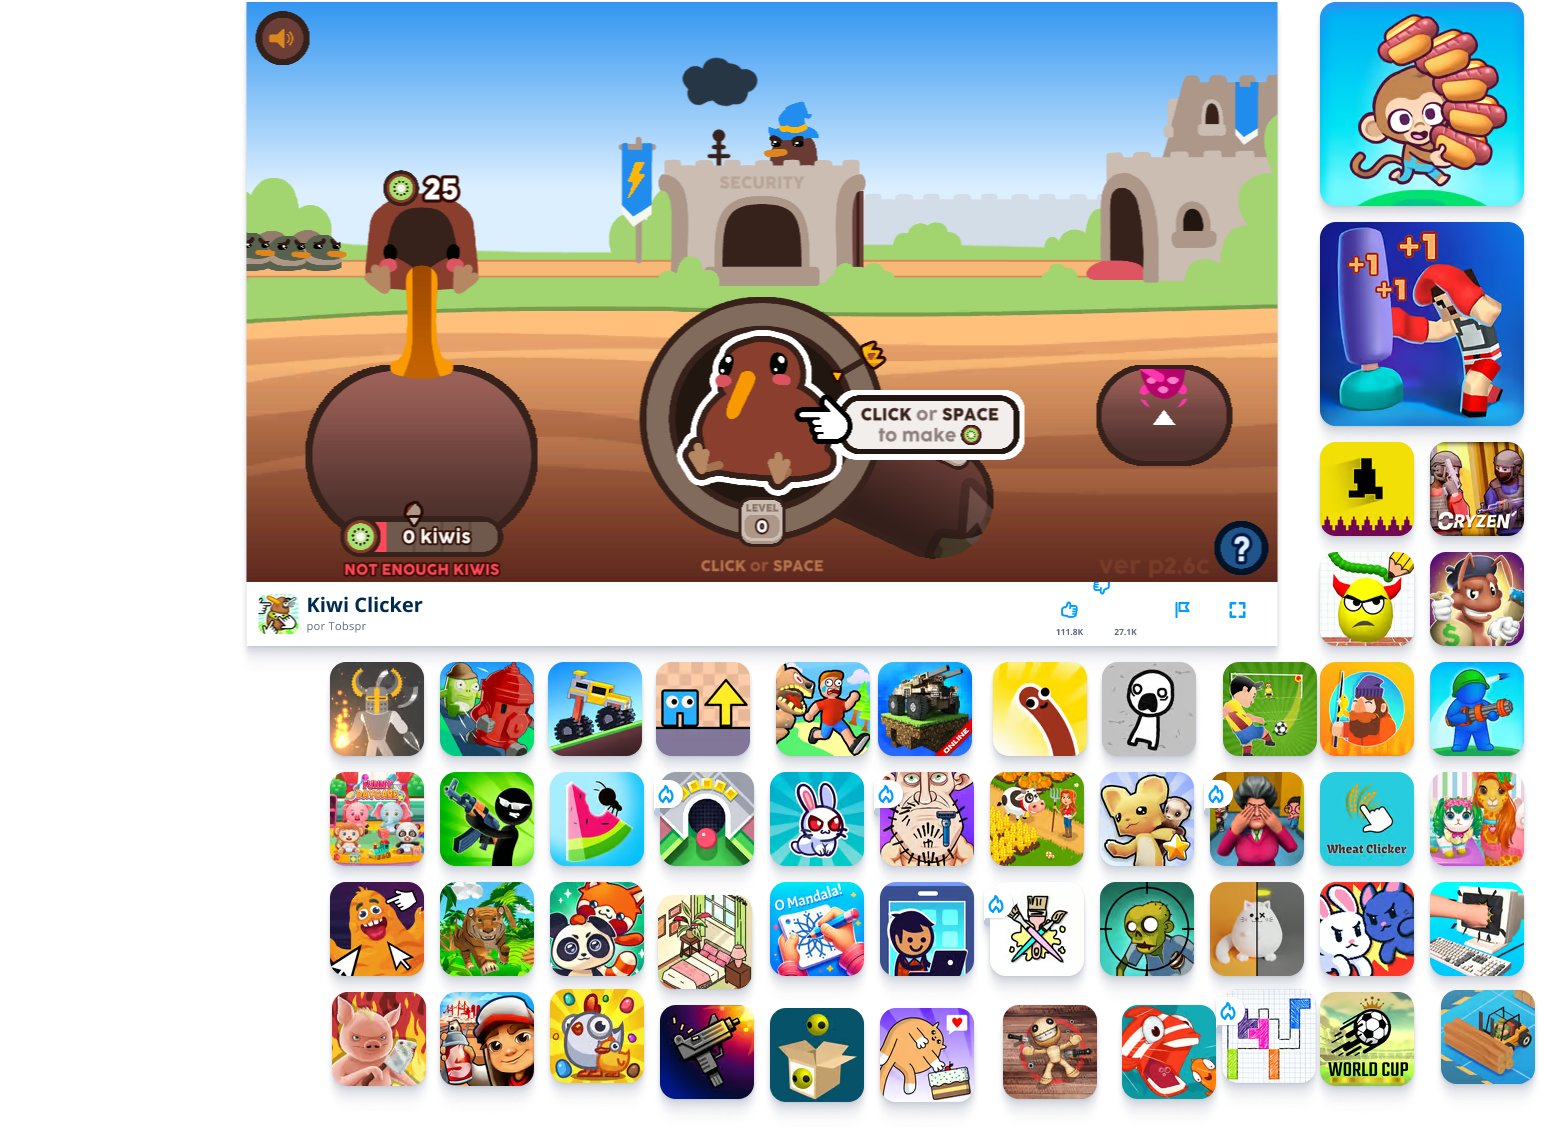 25
SECURITY
CLICK or SPACE
to make
LEVEL
0
0 kiwis
NOT ENOUGH KIWIS
CLICK or SPACE
ver p2.6c
?
Kiwi Clicker
por Tobspr
111.8K
27.1K
+1
+1
+1
CRYZEN
$
ONLINE
FUNNY
DAYCARE
Wheat Clicker
O Mandala!
WORLD CUP